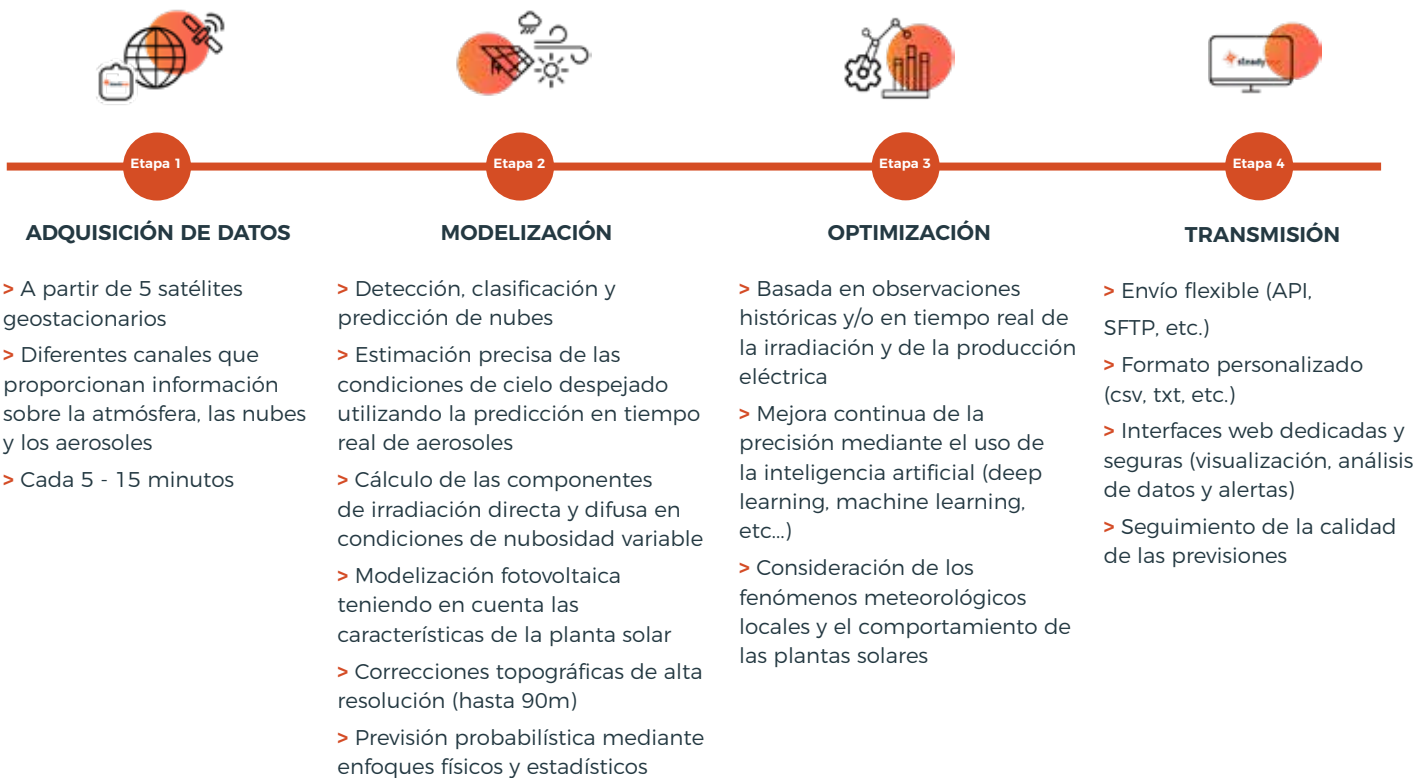 steady
Etapa 1
Etapa 2
Etapa 3
Etapa 4
ADQUISICIÓN DE DATOS
> A partir de 5 satélites
geostacionarios
> Diferentes canales que
proporcionan información
sobre la atmósfera, las nubes
y los aerosoles
> Cada 5 - 15 minutos
MODELIZACIÓN
> Detección, clasificación y
predicción de nubes
> Estimación precisa de las
condiciones de cielo despejado
utilizando la predicción en tiempo
real de aerosoles
> Cálculo de las componentes
de irradiación directa y difusa en
condiciones de nubosidad variable
> Modelización fotovoltaica
teniendo en cuenta las
características de la planta solar
> Correcciones topográficas de alta
resolución (hasta 90m)
> Previsión probabilística mediante
enfoques físicos y estadísticos
OPTIMIZACIÓN
> Basada en observaciones
históricas y/o en tiempo real de
la irradiación y de la producción
eléctrica
> Mejora continua de la
precisión mediante el uso de
la inteligencia artificial (deep
learning, machine learning,
etc...)
> Consideración de los
fenómenos meteorológicos
locales y el comportamiento de
las plantas solares
TRANSMISIÓN
> Envío flexible (API,
SFTP, etc.)
> Formato personalizado
(csv, txt, etc.)
> Interfaces web dedicadas y
seguras (visualización, análisis
de datos y alertas)
> Seguimiento de la calidad
de las previsiones